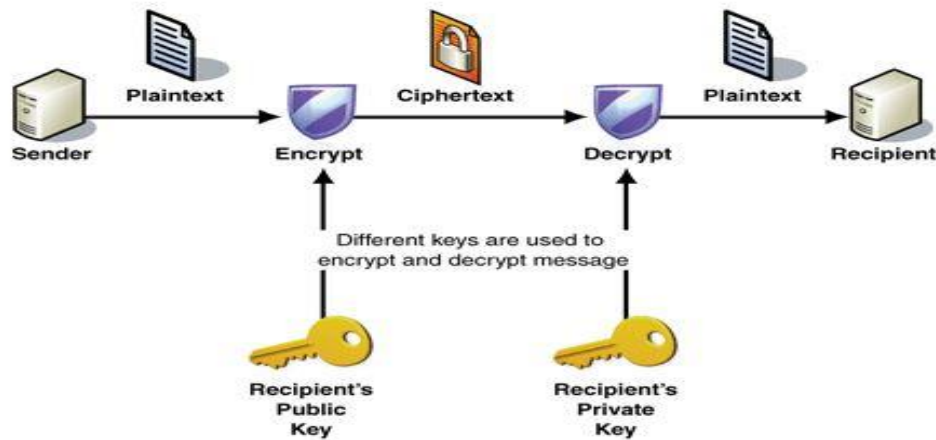 Plaintext
Ciphertext
Plaintext
Sender
Encrypt
Decrypt
Recipient
Different keys are used to
encrypt and decrypt message
Recipient's
Public
Key
Recipient's
Private
Key